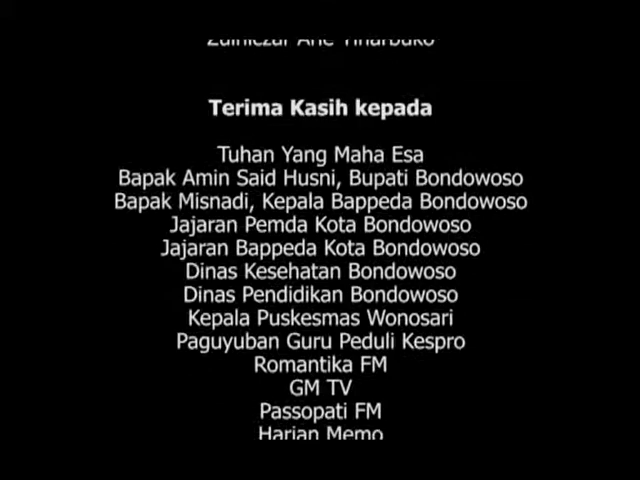 Terima Kasih kepada
Tuhan Yang Maha Esa
Bapak Amin Said Husni, Bupati Bondowoso
Bapak Misnadi, Kepala Bappeda Bondowoso
Jajaran Pemda Kota Bondowoso
Jajaran Bappeda Kota Bondowoso
Dinas Kesehatan Bondowoso
Dinas Pendidikan Bondowoso
Kepala Puskesmas Wonosari
Paguyuban Guru Peduli Kespro
Romantika FM
GM TV
Passopati FM
Harian Memo